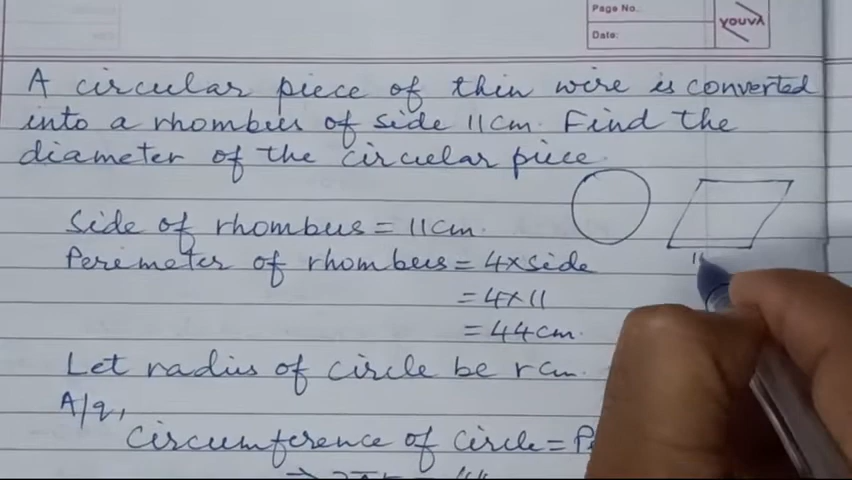 Page No.
Date:
YOUVA
A circular piece of thin wire is converted
into a rhombus of side 11cm. Find the
diameter of the circular piece.
Side of rhombus = 11cm.
Perimeter of rhombus = 4×side
= 4×11
= 44cm.
11
Let radius of circle be r cm.
A/q,
Circumference of circle =